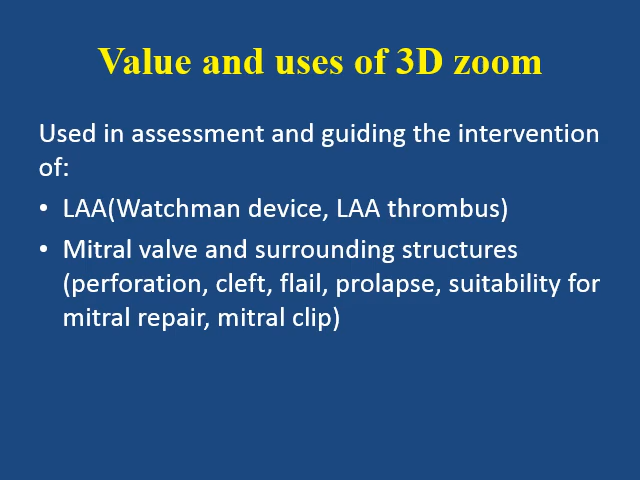 Value and uses of 3D zoom
Used in assessment and guiding the intervention
of:
• LAA(Watchman device, LAA thrombus)
• Mitral valve and surrounding structures
(perforation, cleft, flail, prolapse, suitability for
mitral repair, mitral clip)